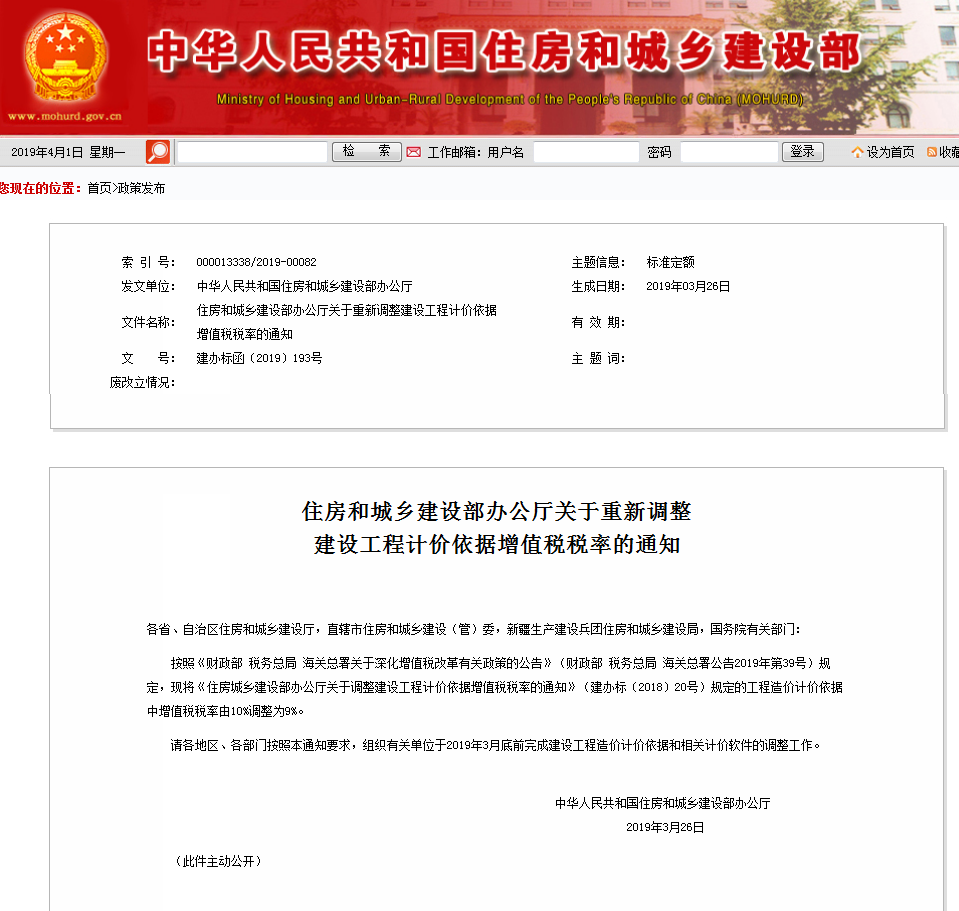 中华人民共和国住房和城乡建设部
Ministry of Housing and Urban-Rural Development of the People's Republic of China (MOHURD)
www.mohurd.gov.cn
2019年4月1日 星期一 检 索 工作邮箱：用户名 密码 登录 设为首页 收藏
您现在的位置：首页>政策发布
索 引 号： 000013338/2019-00082 主题信息： 标准定额
发文单位： 中华人民共和国住房和城乡建设部办公厅 生成日期： 2019年03月26日
文件名称： 住房和城乡建设部办公厅关于重新调整建设工程计价依据
增值税税率的通知 有 效 期：
文 号： 建办标函〔2019〕193号 主 题 词：
废改立情况：
住房和城乡建设部办公厅关于重新调整
建设工程计价依据增值税税率的通知
各省、自治区住房和城乡建设厅，直辖市住房和城乡建设（管）委，新疆生产建设兵团住房和城乡建设局，国务院有关部门：
按照《财政部 税务总局 海关总署关于深化增值税改革有关政策的公告》（财政部 税务总局 海关总署公告2019年第39号）规
定，现将《住房城乡建设部办公厅关于调整建设工程计价依据增值税税率的通知》（建办标〔2018〕20号）规定的工程造价计价依据
中增值税税率由10%调整为9%。
请各地区、各部门按照本通知要求，组织有关单位于2019年3月底前完成建设工程造价计价依据和相关计价软件的调整工作。
中华人民共和国住房和城乡建设部办公厅
2019年3月26日
（此件主动公开）